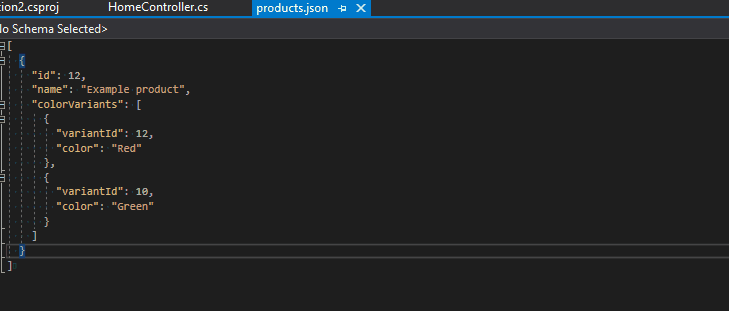 tion2.csproj HomeController.cs products.json
lo Schema Selected>
[
{
"id": 12,
"name": "Example product",
"colorVariants": [
{
"variantId": 12,
"color": "Red"
},
{
"variantId": 10,
"color": "Green"
}
]
}
]